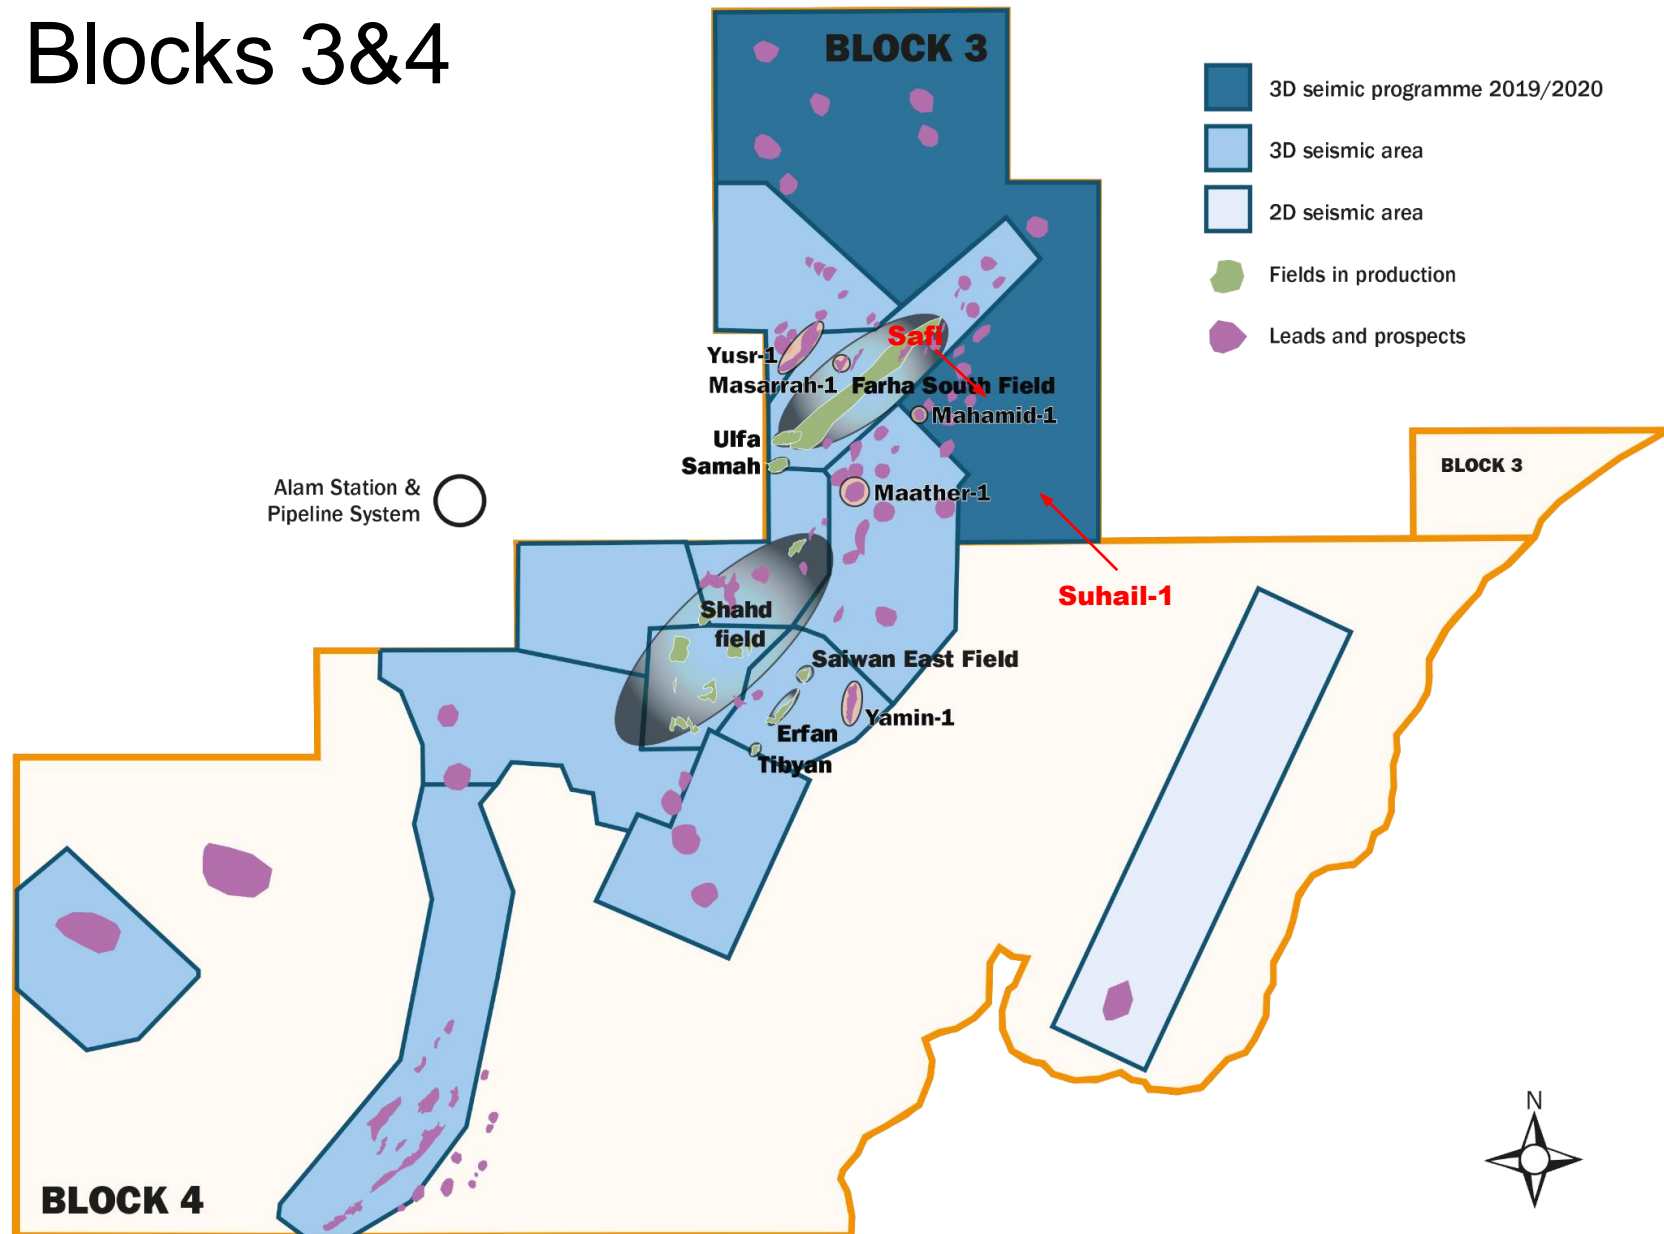 Blocks 3&4
BLOCK 3
3D seimic programme 2019/2020
3D seismic area
2D seismic area
Fields in production
Leads and prospects
Safi
Yusr-1
Masarrah-1
Farha South Field
Mahamid-1
Ulfa
Samah
BLOCK 3
Alam Station &
Pipeline System
Maather-1
Suhail-1
Shahd
field
Saiwan East Field
Yamin-1
Erfan
Tibyan
N
BLOCK 4